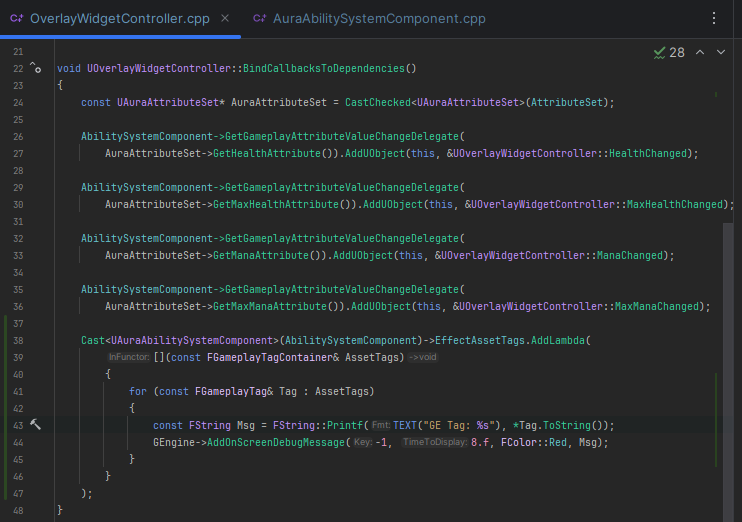 OverlayWidgetController.cpp × AuraAbilitySystemComponent.cpp
28
21
22 void UOverlayWidgetController::BindCallbacksToDependencies()
23 {
24 const UAuraAttributeSet* AuraAttributeSet = CastChecked<UAuraAttributeSet>(AttributeSet);
25
26 AbilitySystemComponent->GetGameplayAttributeValueChangeDelegate(
27 AuraAttributeSet->GetHealthAttribute()).AddUObject(this, &UOverlayWidgetController::HealthChanged);
28
29 AbilitySystemComponent->GetGameplayAttributeValueChangeDelegate(
30 AuraAttributeSet->GetMaxHealthAttribute()).AddUObject(this, &UOverlayWidgetController::MaxHealthChanged);
31
32 AbilitySystemComponent->GetGameplayAttributeValueChangeDelegate(
33 AuraAttributeSet->GetManaAttribute()).AddUObject(this, &UOverlayWidgetController::ManaChanged);
34
35 AbilitySystemComponent->GetGameplayAttributeValueChangeDelegate(
36 AuraAttributeSet->GetMaxManaAttribute()).AddUObject(this, &UOverlayWidgetController::MaxManaChanged);
37
38 Cast<UAuraAbilitySystemComponent>(AbilitySystemComponent)->EffectAssetTags.AddLambda(
39 InFunctor: [](const FGameplayTagContainer& AssetTags) ->void
40 {
41 for (const FGameplayTag& Tag : AssetTags)
42 {
43 const FString Msg = FString::Printf(Fmt: TEXT("GE Tag: %s"), *Tag.ToString());
44 GEngine->AddOnScreenDebugMessage(Key: -1, TimeToDisplay: 8.f, FColor::Red, Msg);
45 }
46 }
47 );
48 }